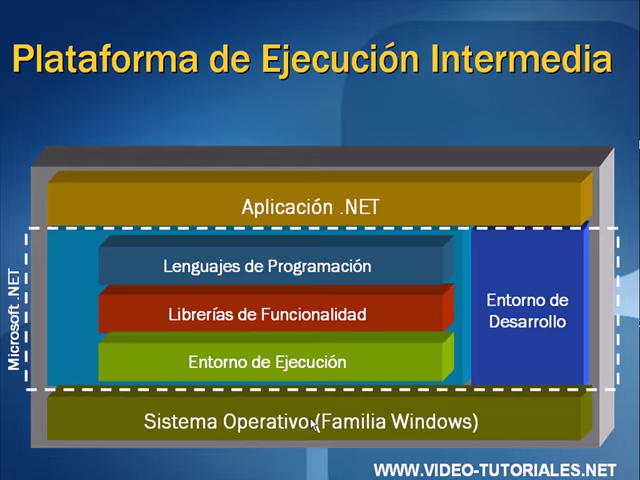 Plataforma de Ejecución Intermedia
Aplicación .NET
Microsoft .NET
Lenguajes de Programación
Librerías de Funcionalidad
Entorno de Ejecución
Entorno de
Desarrollo
Sistema Operativo (Familia Windows)
WWW.VIDEO-TUTORIALES.NET